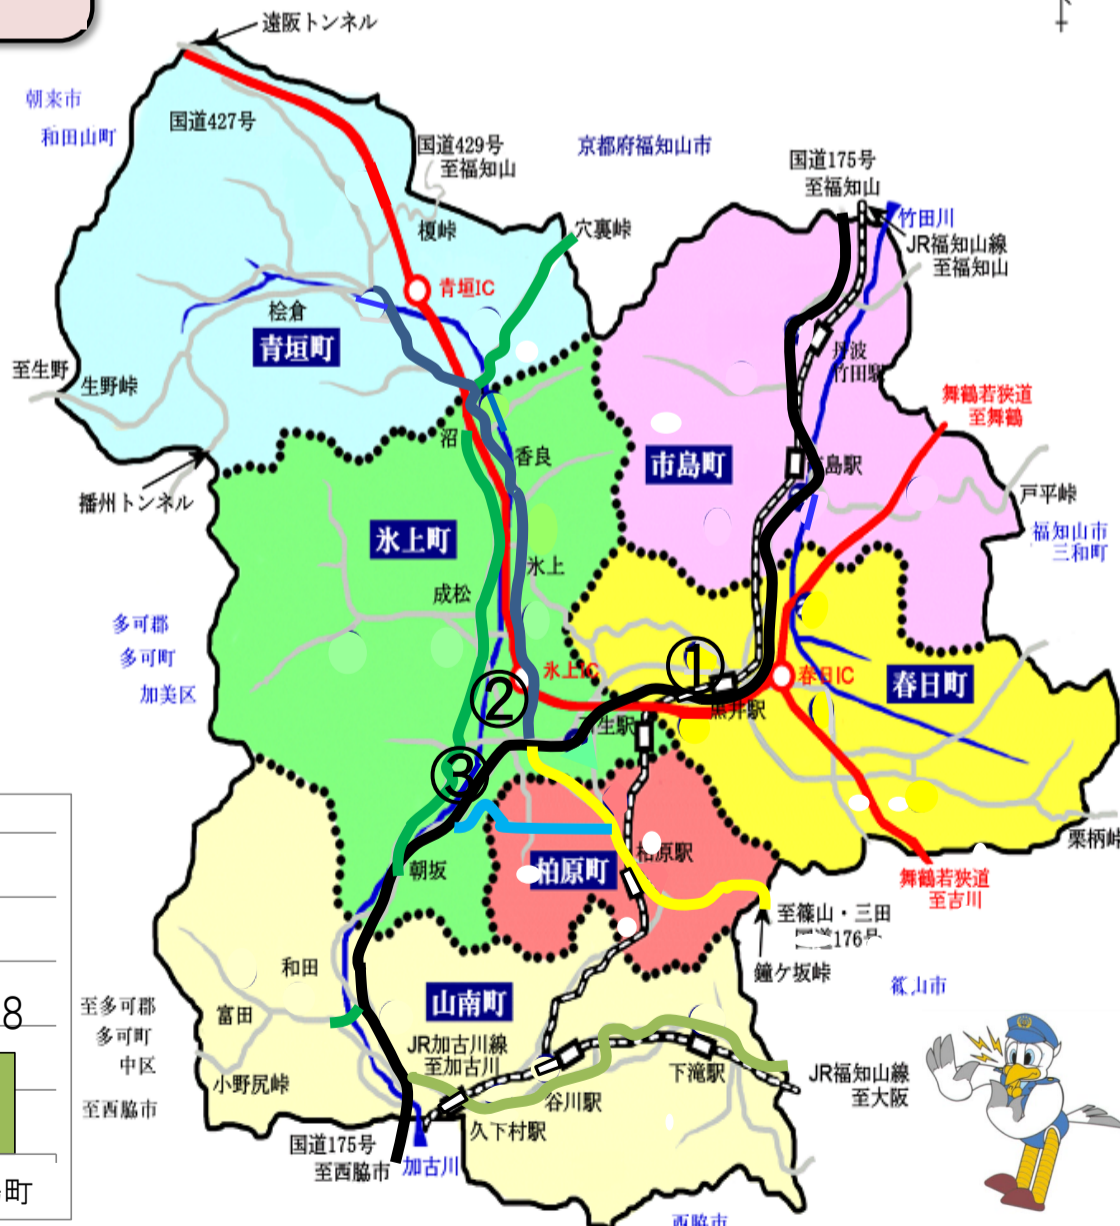 遠阪トンネル
朝来市
和田山町
国道427号
国道429号
至福知山
京都府福知山市
国道175号
至福知山
竹田川
JR福知山線
至福知山
榎峠
穴裏峠
青垣IC
桧倉
青垣町
至生野
生野峠
丹波
竹田駅
舞鶴若狭道
至舞鶴
沼
香良
市島町
島駅
播州トンネル
戸平峠
福知山市
三和町
氷上町
氷上
成松
多可郡
多可町
加美区
①
氷上IC
春日IC
春日町
②
黒井駅
生駅
③
栗柄峠
柏原駅
朝坂
柏原町
舞鶴若狭道
至吉川
至篠山・三田
国道176号
鐘ケ坂峠
篠山市
和田
富田
山南町
8
至多可郡
多可町
中区
JR加古川線
至加古川
下滝駅
JR福知山線
至大阪
小野尻峠
至西脇市
谷川駅
久下村駅
国道175号
至西脇市
加古川
町
西脇市